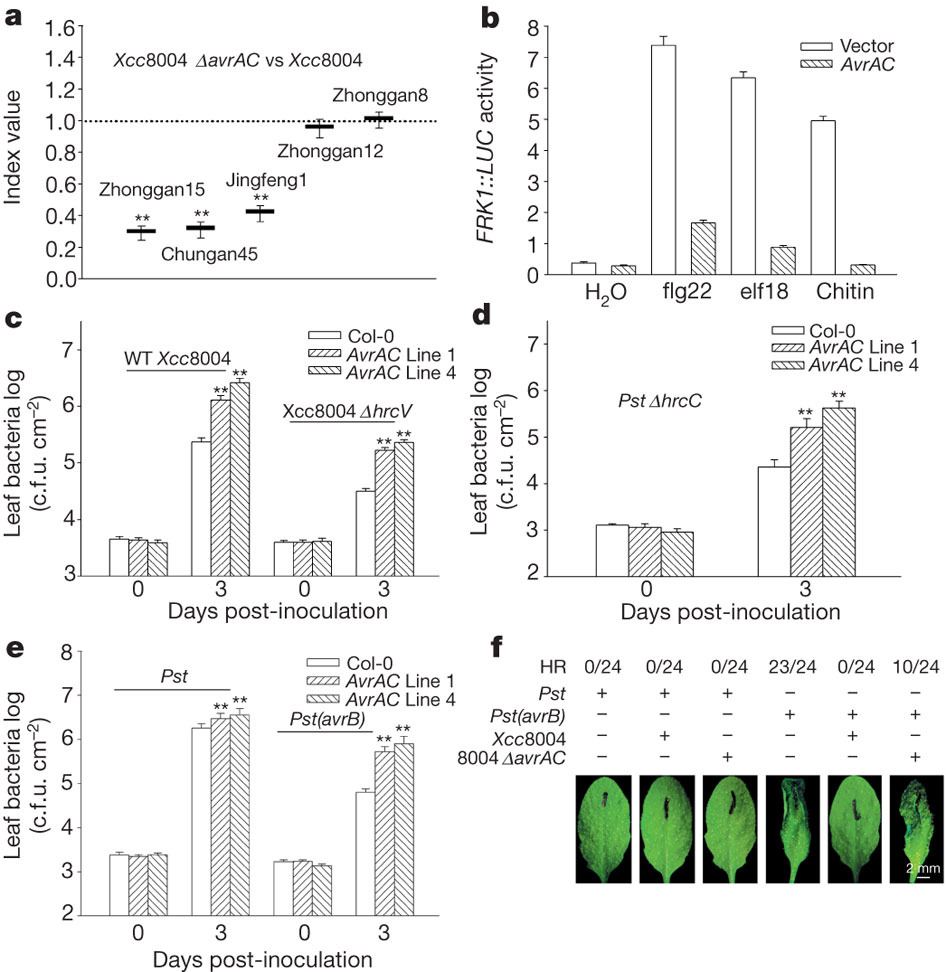 a
Index value
1.6
1.4
1.2
1.0
0.8
0.6
0.4
0.2
0.0
Xcc8004 ΔavrAC vs Xcc8004
Zhonggan8
Zhonggan12
Zhonggan15
Jingfeng1
**
**
**
Chungan45
b
FRK1::LUC activity
8
7
6
5
4
3
2
1
0
Vector
AvrAC
H2O
flg22
elf18
Chitin
c
Leaf bacteria log
(c.f.u. cm−2)
7
6
5
4
3
Col-0
AvrAC Line 1
AvrAC Line 4
WT Xcc8004
**
**
Xcc8004 ΔhrcV
**
**
0
3
0
3
Days post-inoculation
d
Leaf bacteria log
(c.f.u. cm−2)
7
6
5
4
3
2
Col-0
AvrAC Line 1
AvrAC Line 4
Pst ΔhrcC
**
**
0
3
Days post-inoculation
e
Leaf bacteria log
(c.f.u. cm−2)
8
7
6
5
4
3
2
Col-0
AvrAC Line 1
AvrAC Line 4
Pst
**
**
Pst(avrB)
**
**
0
3
0
3
Days post-inoculation
f
HR 0/24 0/24 0/24 23/24 0/24 10/24
Pst + + + − − −
Pst(avrB) − − − + + +
Xcc8004 − + − − + −
8004 ΔavrAC − − + − − +
2 mm